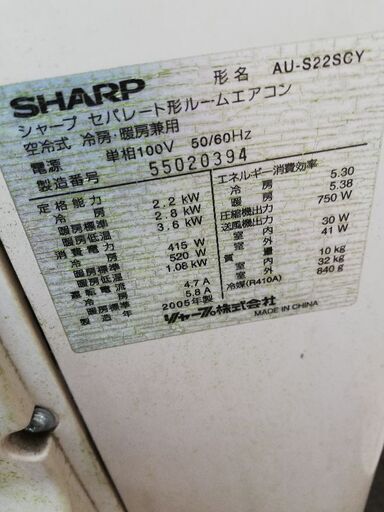 SHARP 形名 AU-S22SCY
シャープ セパレート形ルームエアコン
空冷式 冷房・暖房兼用
電源 単相100V 50/60Hz
製造番号 55020394
定格能力
冷房 2.2 kW
暖房標準 2.8 kW
暖房低温 3.6 kW
消費電力
冷房 415 W
暖房標準 520 W
暖房低温 1.08 kW
運転電流
冷房 4.7 A
暖房標準 5.8 A
製造年 2005年製
エネルギー消費効率
冷房 5.30
暖房 5.38
圧縮機出力 750 W
送風機出力
室内 30 W
室外 41 W
質量
室内 10 kg
室外 32 kg
冷媒(R410A) 840 g
シャープ株式会社
MADE IN CHINA